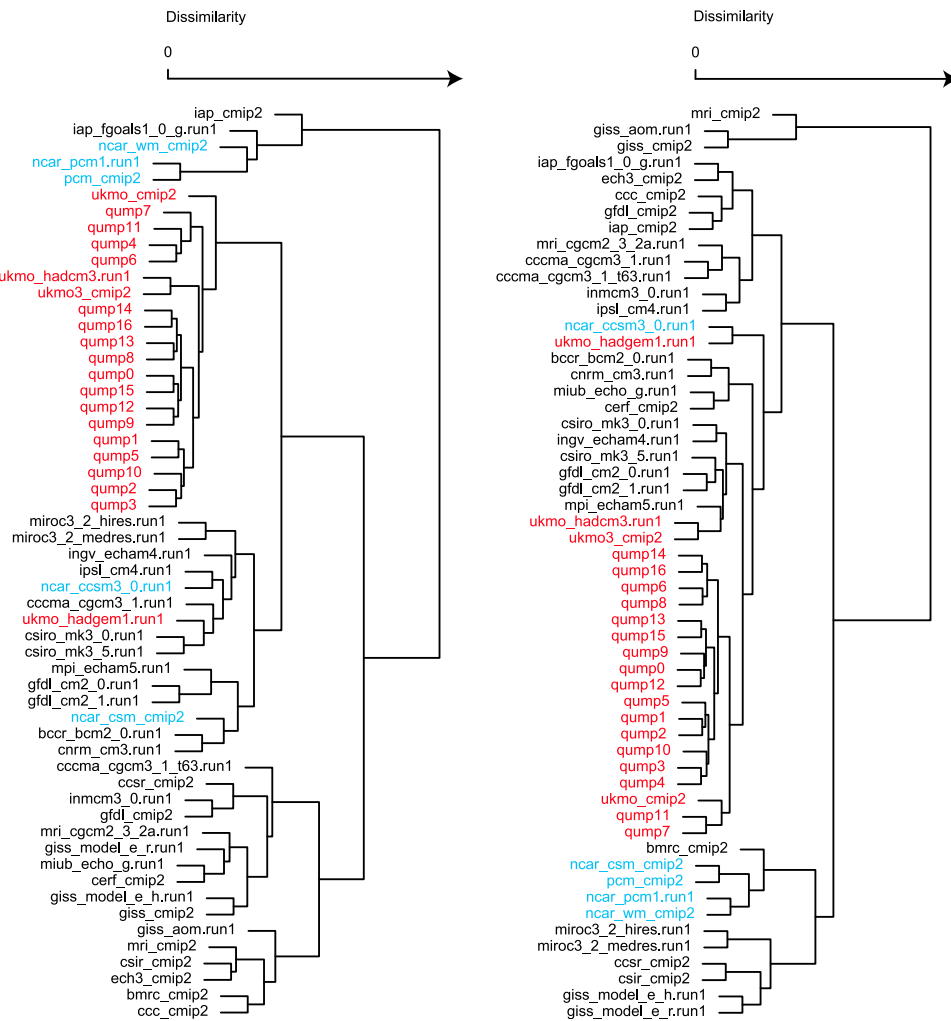 Dissimilarity
0
iap_cmip2
iap_fgoals1_0_g.run1
ncar_wm_cmip2
ncar_pcm1.run1
pcm_cmip2
ukmo_cmip2
qump7
qump11
qump4
qump6
ukmo_hadcm3.run1
ukmo3_cmip2
qump14
qump16
qump13
qump8
qump0
qump15
qump12
qump9
qump1
qump5
qump10
qump2
qump3
miroc3_2_hires.run1
miroc3_2_medres.run1
ingv_echam4.run1
ipsl_cm4.run1
ncar_ccsm3_0.run1
cccma_cgcm3_1.run1
ukmo_hadgem1.run1
csiro_mk3_0.run1
csiro_mk3_5.run1
mpi_echam5.run1
gfdl_cm2_0.run1
gfdl_cm2_1.run1
ncar_csm_cmip2
bccr_bcm2_0.run1
cnrm_cm3.run1
cccma_cgcm3_1_t63.run1
ccsr_cmip2
inmcm3_0.run1
gfdl_cmip2
mri_cgcm2_3_2a.run1
giss_model_e_r.run1
miub_echo_g.run1
cerf_cmip2
giss_model_e_h.run1
giss_cmip2
giss_aom.run1
mri_cmip2
csir_cmip2
ech3_cmip2
bmrc_cmip2
ccc_cmip2
Dissimilarity
0
mri_cmip2
giss_aom.run1
giss_cmip2
iap_fgoals1_0_g.run1
ech3_cmip2
ccc_cmip2
gfdl_cmip2
iap_cmip2
mri_cgcm2_3_2a.run1
cccma_cgcm3_1.run1
cccma_cgcm3_1_t63.run1
inmcm3_0.run1
ipsl_cm4.run1
ncar_ccsm3_0.run1
ukmo_hadgem1.run1
bccr_bcm2_0.run1
cnrm_cm3.run1
miub_echo_g.run1
cerf_cmip2
csiro_mk3_0.run1
ingv_echam4.run1
csiro_mk3_5.run1
gfdl_cm2_0.run1
gfdl_cm2_1.run1
mpi_echam5.run1
ukmo_hadcm3.run1
ukmo3_cmip2
qump14
qump16
qump6
qump8
qump13
qump15
qump9
qump0
qump12
qump5
qump1
qump2
qump10
qump3
qump4
ukmo_cmip2
qump11
qump7
bmrc_cmip2
ncar_csm_cmip2
pcm_cmip2
ncar_pcm1.run1
ncar_wm_cmip2
miroc3_2_hires.run1
miroc3_2_medres.run1
ccsr_cmip2
csir_cmip2
giss_model_e_h.run1
giss_model_e_r.run1